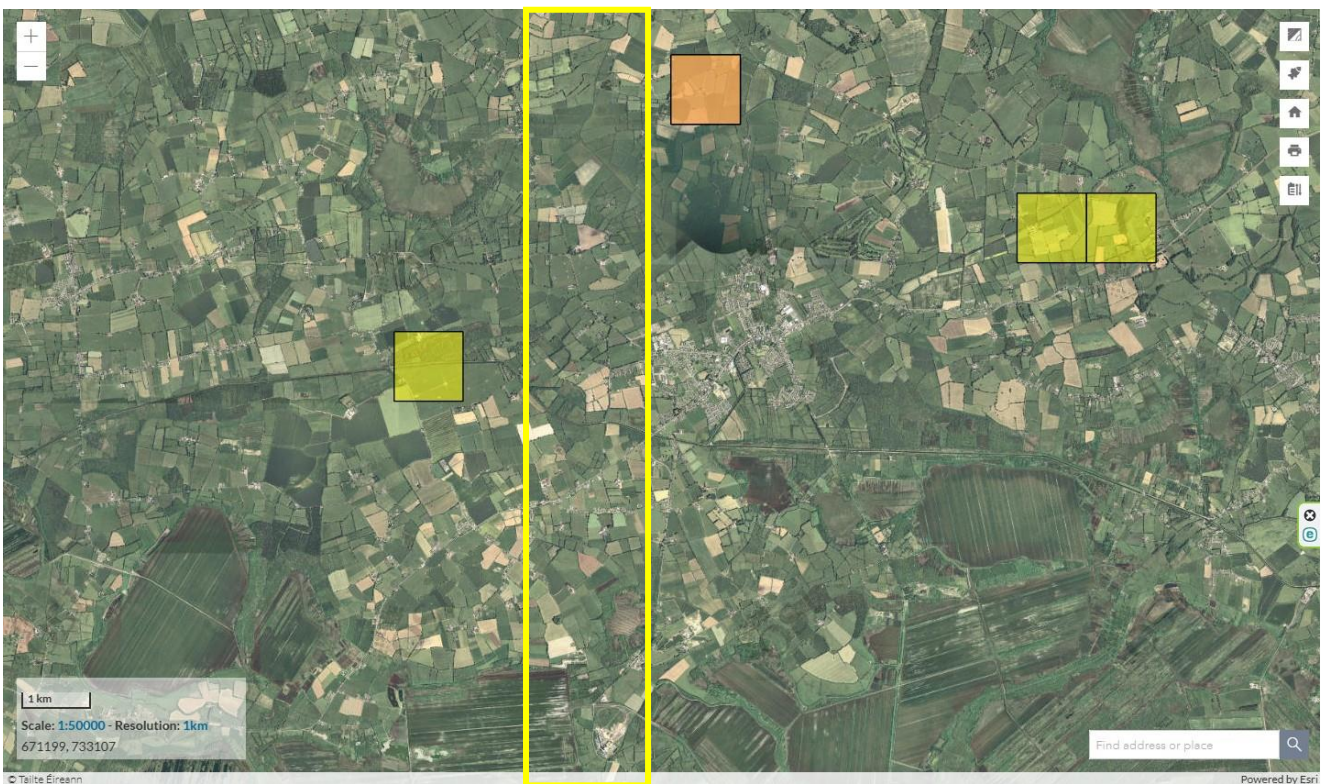 +
−
1 km
Scale: 1:50000 - Resolution: 1km
671199, 733107
Find address or place
e
© Tailte Éireann
Powered by Esri